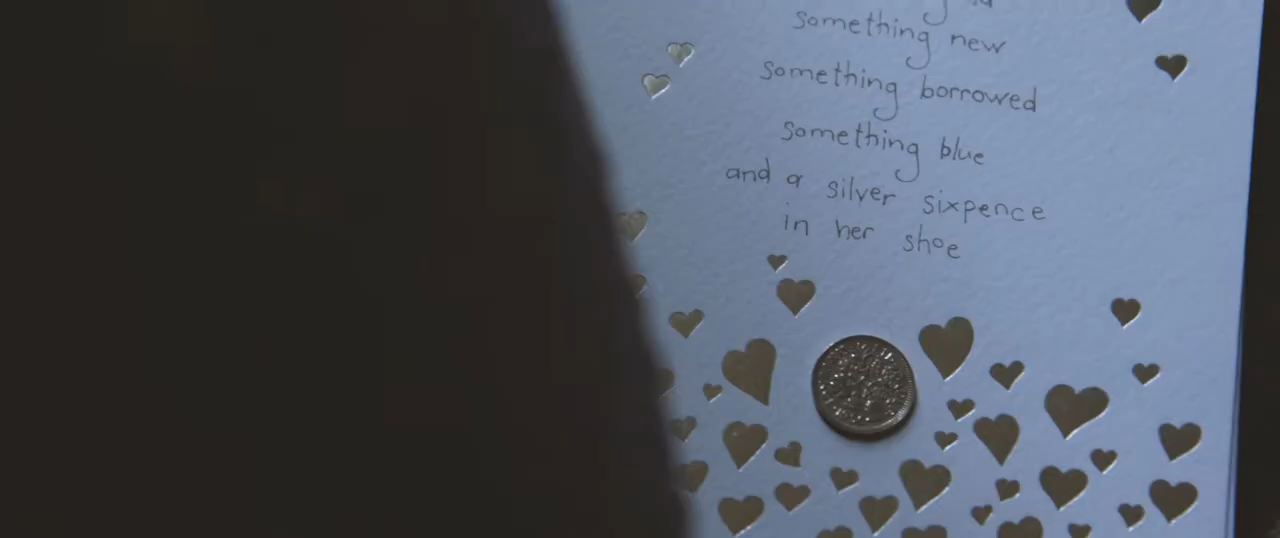 something new
something borrowed
something blue
and a silver sixpence
in her shoe